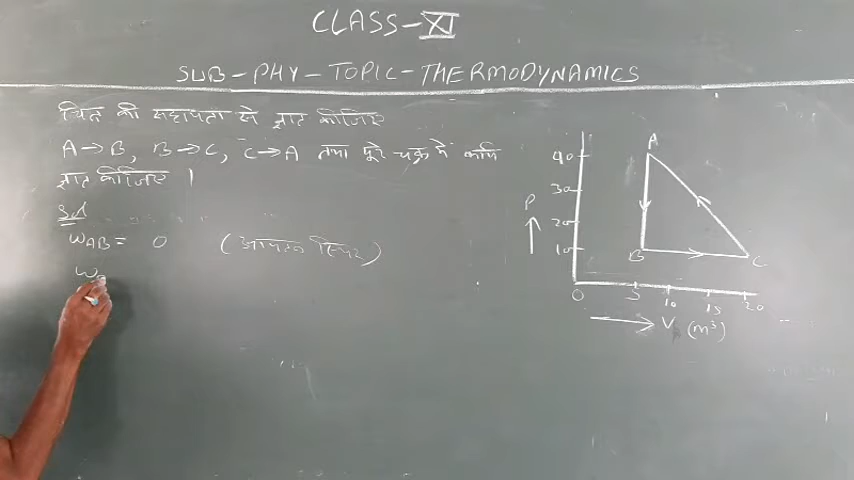 CLASS-XI
SUB-PHY-TOPIC-THERMODYNAMICS
चित्र की सहायता से ज्ञात कीजिए
A→B, B→C, C→A तथा पूरे चक्र में कार्य
ज्ञात कीजिए ।
Sol
W_AB = 0 (आयतन स्थिर)
W
P
40
30
20
10
0 5 10 15 20
V (m³)
A
B
C